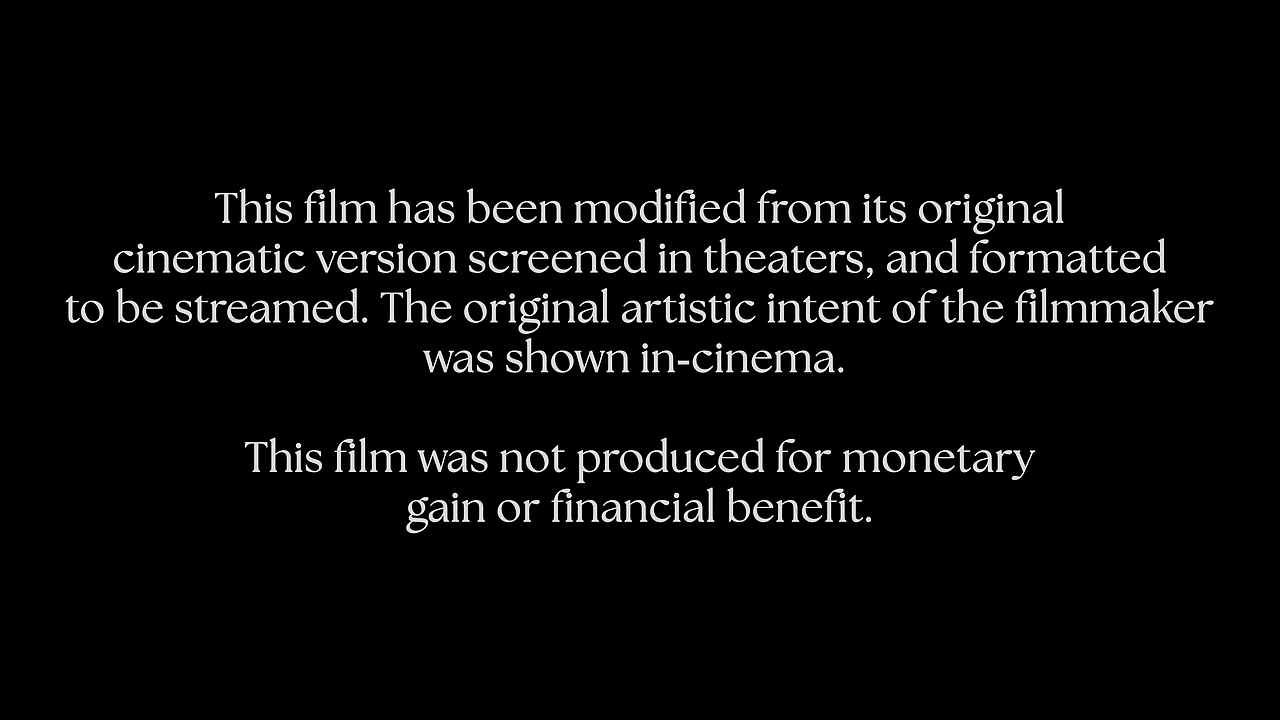 This film has been modified from its original
cinematic version screened in theaters, and formatted
to be streamed. The original artistic intent of the filmmaker
was shown in-cinema.
This film was not produced for monetary
gain or financial benefit.